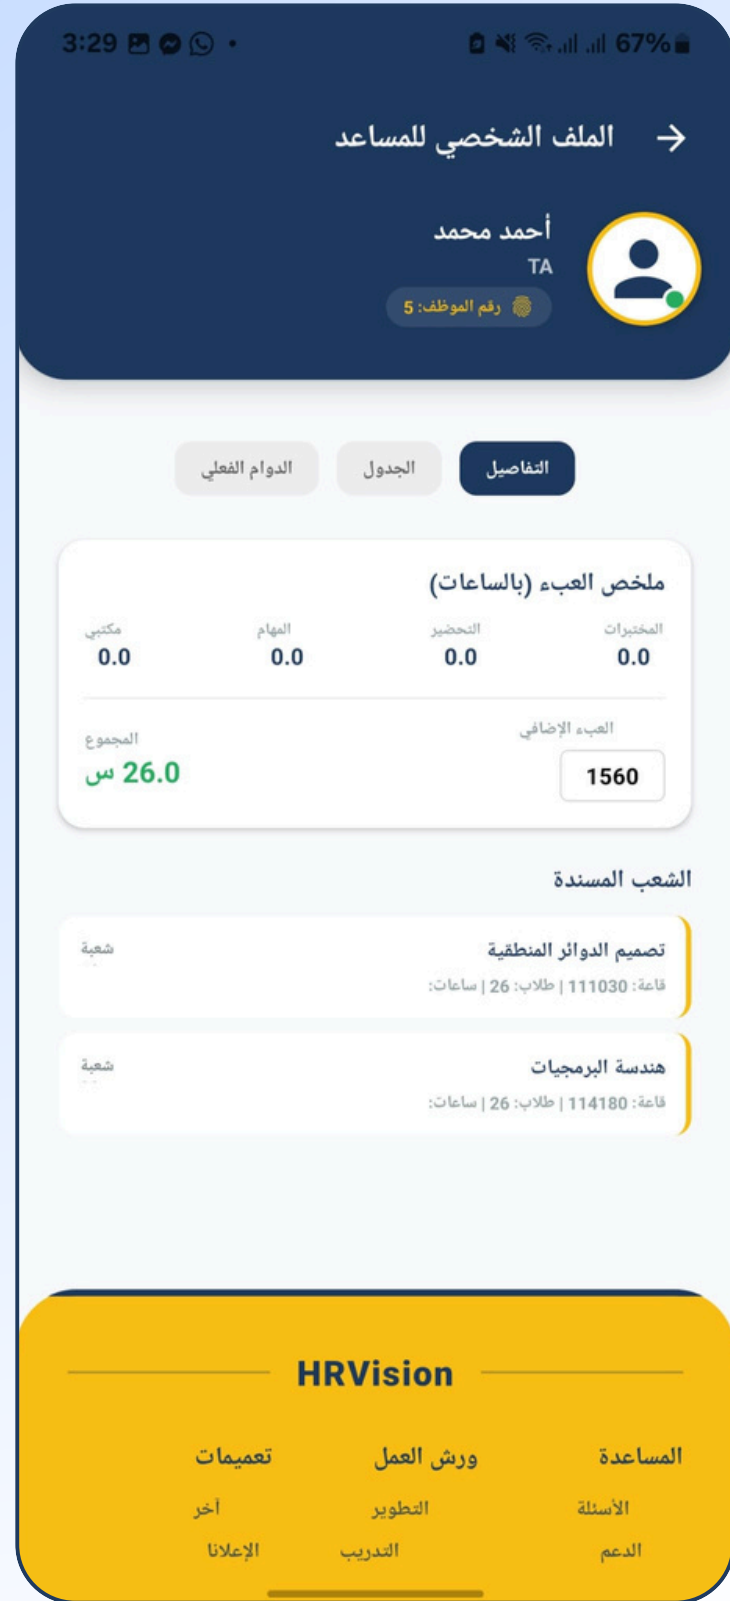 3:29 67%
الملف الشخصي للمساعد
أحمد محمد
TA
رقم الموظف: 5
التفاصيل الجدول الدوام الفعلي
ملخص العبء (بالساعات)
المختبرات التحضير المهام مكتبي
0.0 0.0 0.0 0.0
العبء الإضافي المجموع
1560 26.0 س
الشعب المسندة
تصميم الدوائر المنطقية شعبة
قاعة: 111030 | طلاب: 26 | ساعات:
هندسة البرمجيات شعبة
قاعة: 114180 | طلاب: 26 | ساعات:
HRVision
المساعدة ورش العمل تعميمات
الأسئلة التطوير آخر
الدعم التدريب الإعلانا